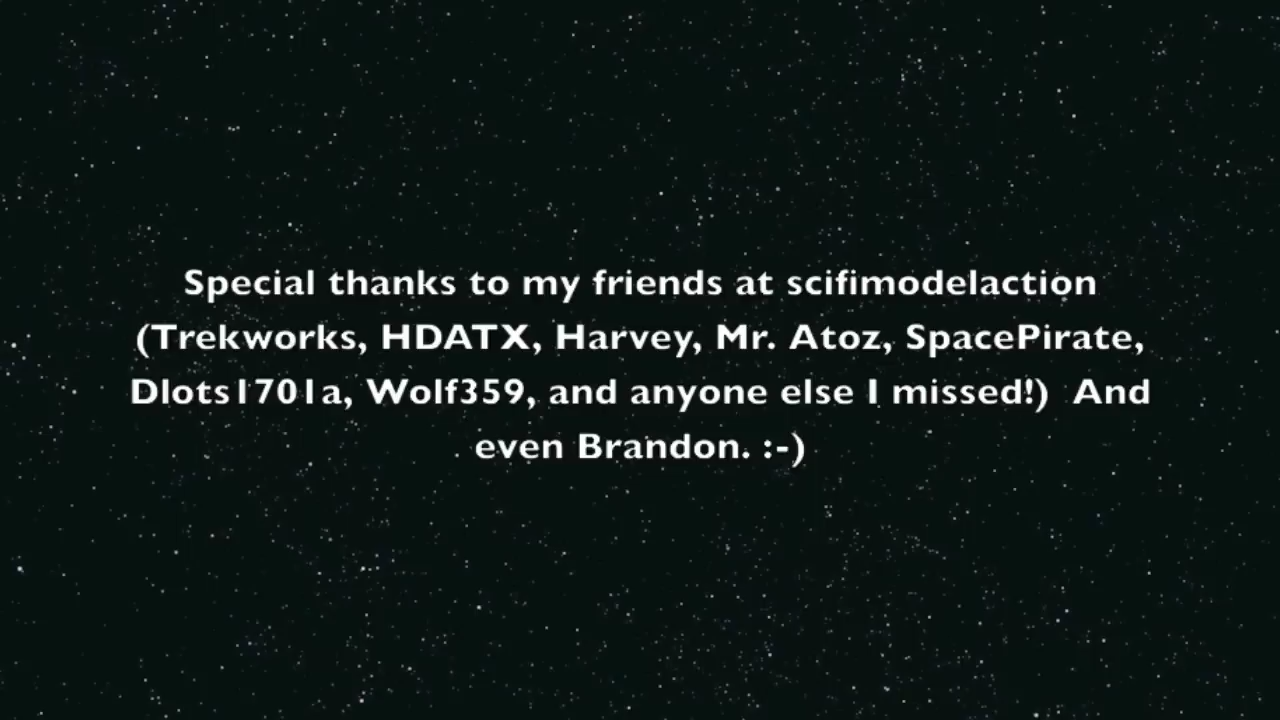 Special thanks to my friends at scifimodelaction
(Trekworks, HDATX, Harvey, Mr. Atoz, SpacePirate,
Dlots1701a, Wolf359, and anyone else I missed!)  And
even Brandon. :-)